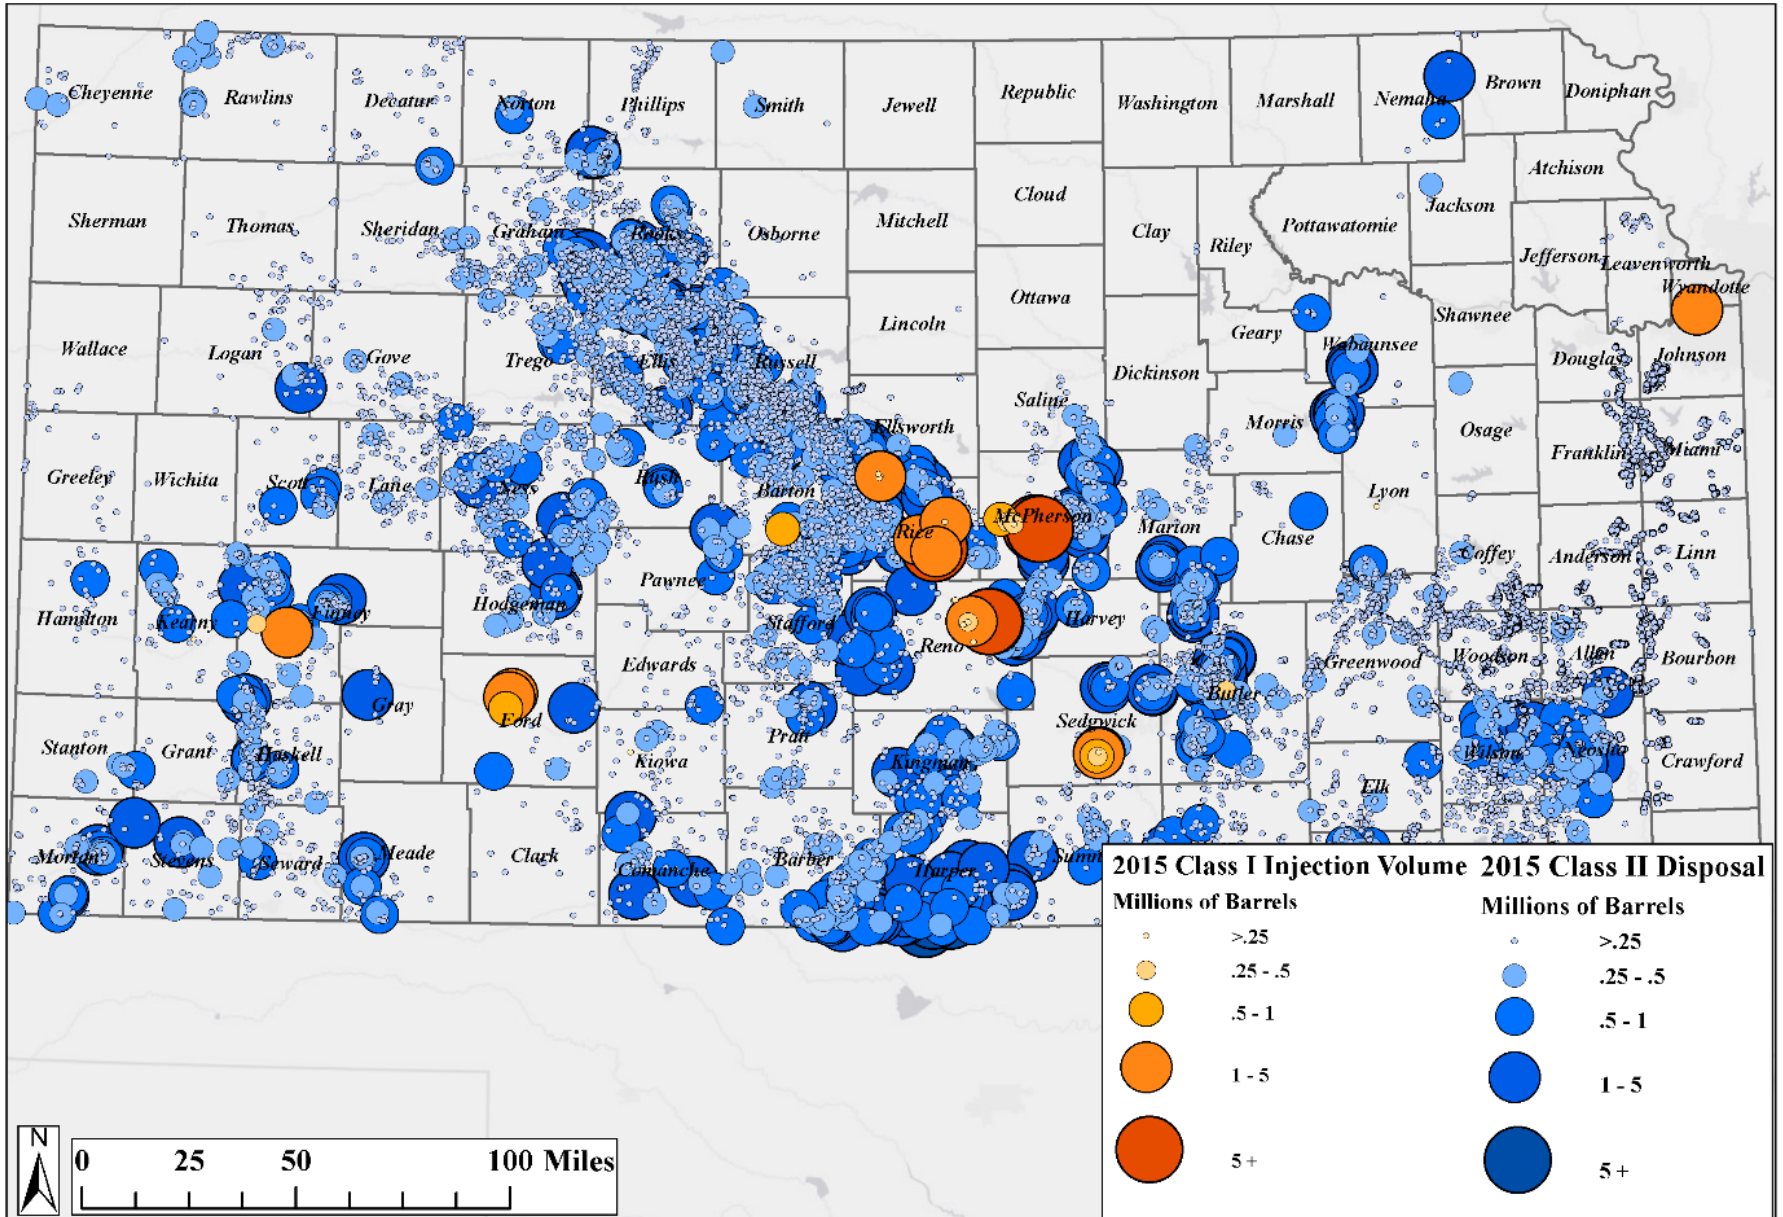 Cheyenne
Rawlins
Decatur
Norton
Phillips
Smith
Jewell
Republic
Washington
Marshall
Nemaha
Brown
Doniphan
Atchison
Jackson
Sherman
Thomas
Sheridan
Graham
Rooks
Osborne
Mitchell
Cloud
Clay
Riley
Pottawatomie
Jefferson
Leavenworth
Wyandotte
Wallace
Logan
Gove
Trego
Ellis
Russell
Lincoln
Ottawa
Saline
Dickinson
Geary
Wabaunsee
Shawnee
Douglas
Johnson
Greeley
Wichita
Scott
Lane
Ness
Rush
Barton
Ellsworth
Rice
McPherson
Marion
Morris
Chase
Lyon
Osage
Franklin
Miami
Coffey
Anderson
Linn
Hamilton
Kearny
Finney
Hodgeman
Pawnee
Stafford
Reno
Harvey
Edwards
Gray
Ford
Kiowa
Pratt
Kingman
Sedgwick
Butler
Greenwood
Woodson
Allen
Bourbon
Stanton
Grant
Haskell
Elk
Wilson
Neosho
Crawford
Morton
Stevens
Seward
Meade
Clark
Comanche
Barber
Harper
Sumn
2015 Class I Injection Volume
Millions of Barrels
>.25
.25 - .5
.5 - 1
1 - 5
5 +
2015 Class II Disposal
Millions of Barrels
>.25
.25 - .5
.5 - 1
1 - 5
5 +
N
0 25 50 100 Miles